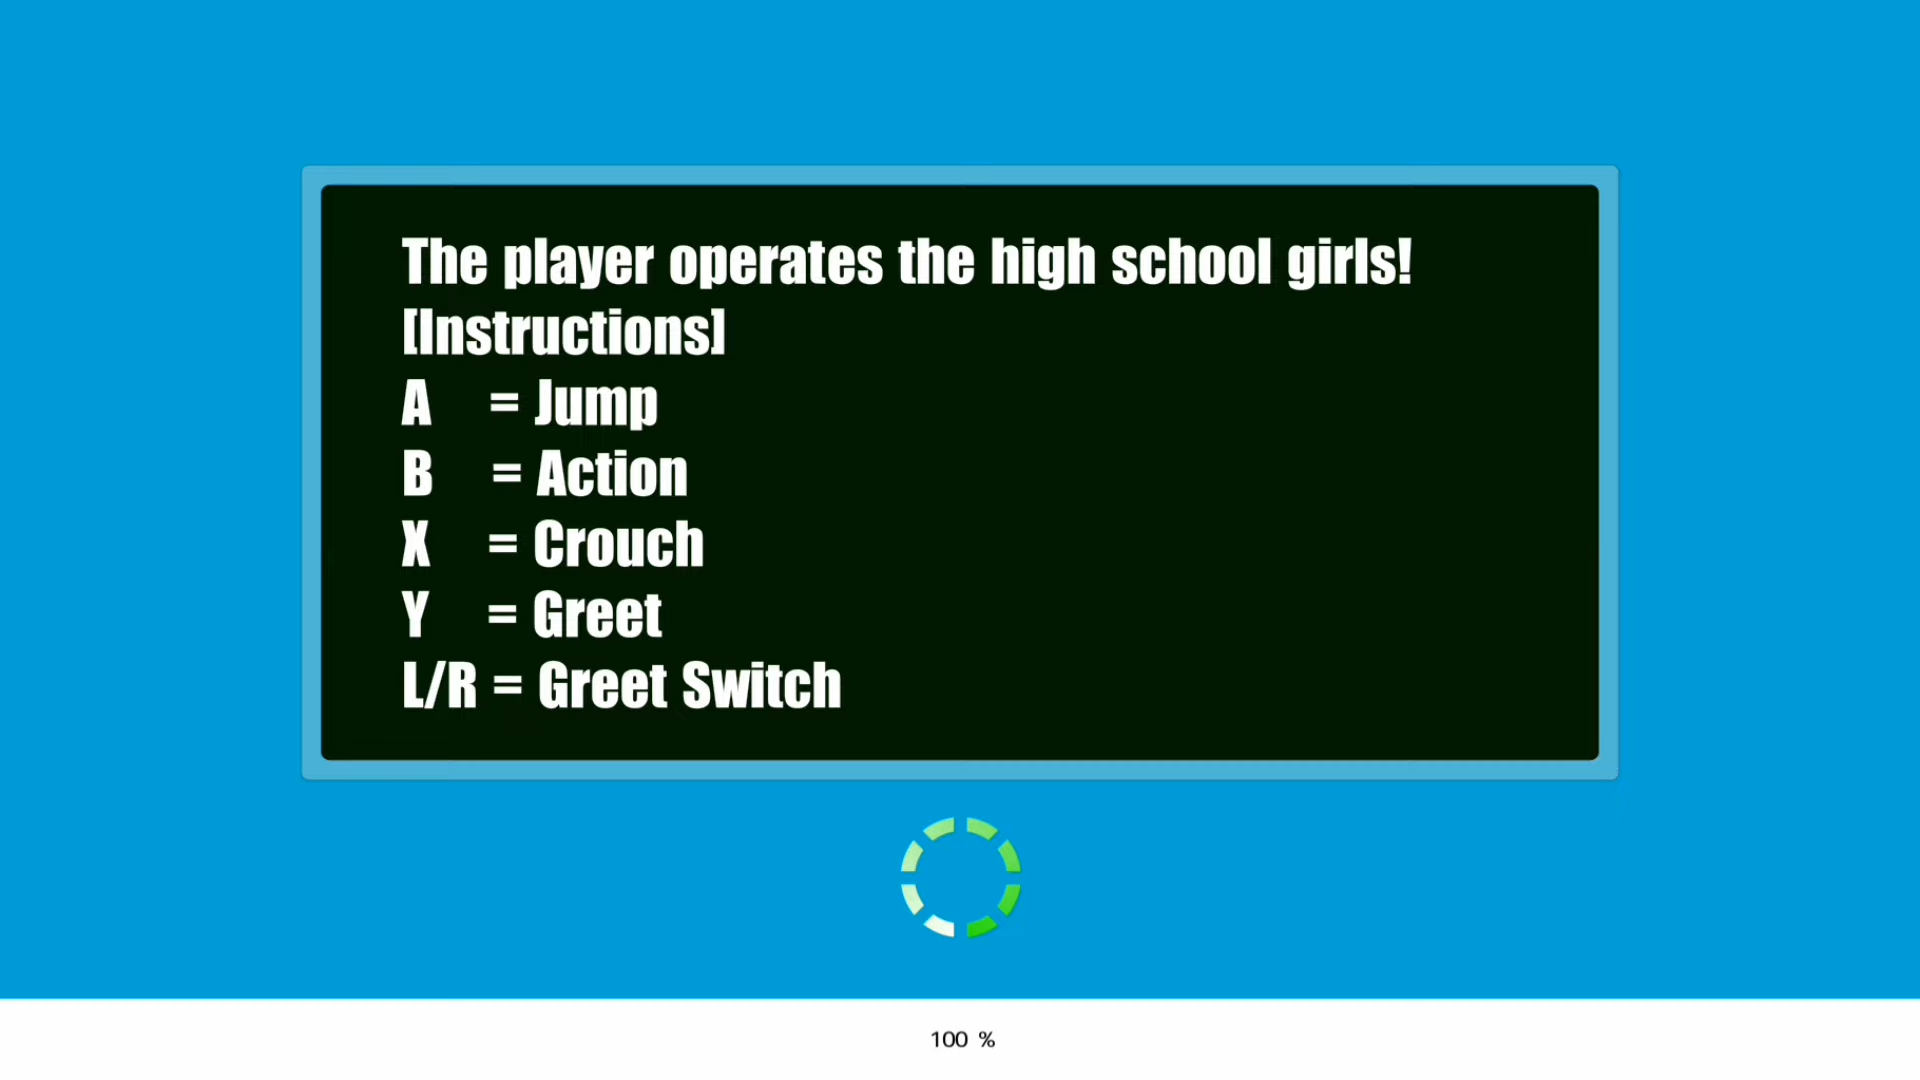 The player operates the high school girls!
[Instructions]
A = Jump
B = Action
X = Crouch
Y = Greet
L/R = Greet Switch
100 %